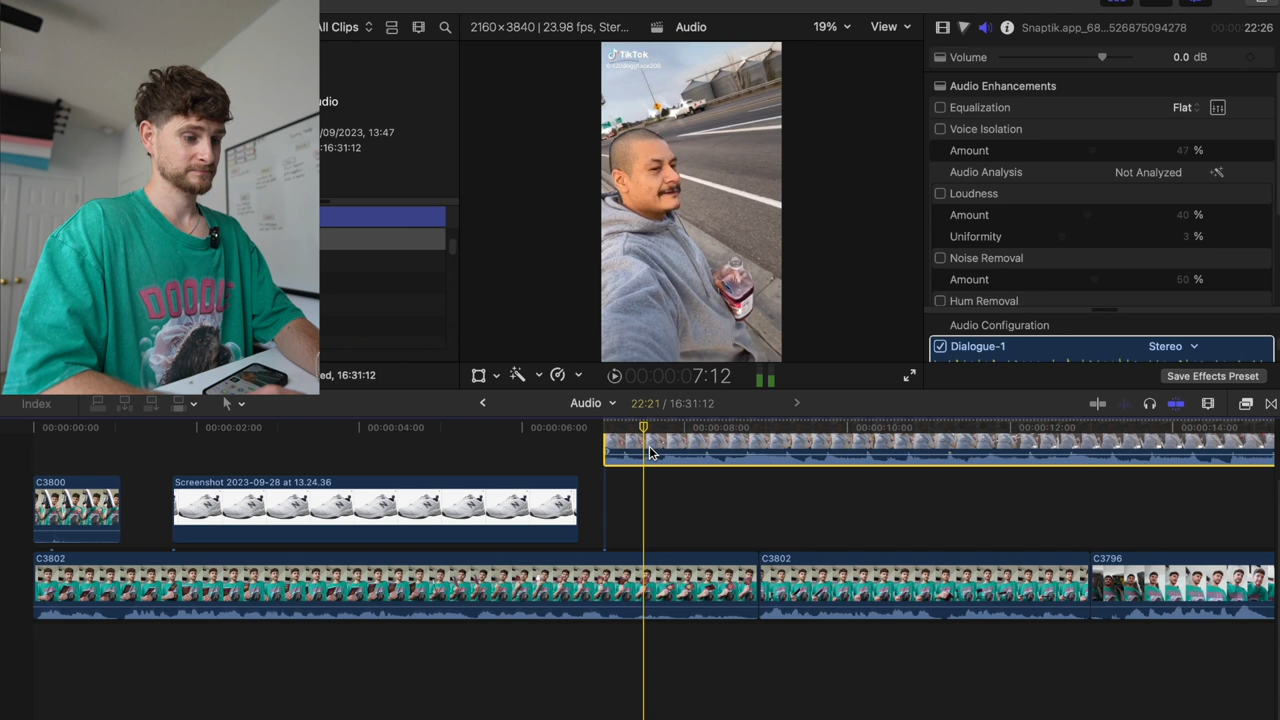 All Clips
2160×3840 | 23.98 fps, Ster...
Audio
19%
View
Snaptik.app_68...526875094278
00:00:22:26
Volume
0.0 dB
Audio Enhancements
Equalization
Flat
Voice Isolation
Amount
47 %
Audio Analysis
Not Analyzed
Loudness
Amount
40 %
Uniformity
3 %
Noise Removal
Amount
50 %
Hum Removal
Audio Configuration
Dialogue-1
Stereo
Save Effects Preset
dio
/09/2023, 13:47
:16:31:12
ed, 16:31:12
TikTok
DOODE
00:00:00:07:12
Index
Audio
22:21 / 16:31:12
00:00:00:00
00:00:02:00
00:00:04:00
00:00:06:00
00:00:08:00
00:00:10:00
00:00:12:00
00:00:14:00
C3800
Screenshot 2023-09-28 at 13.24.36
C3802
C3802
C3796